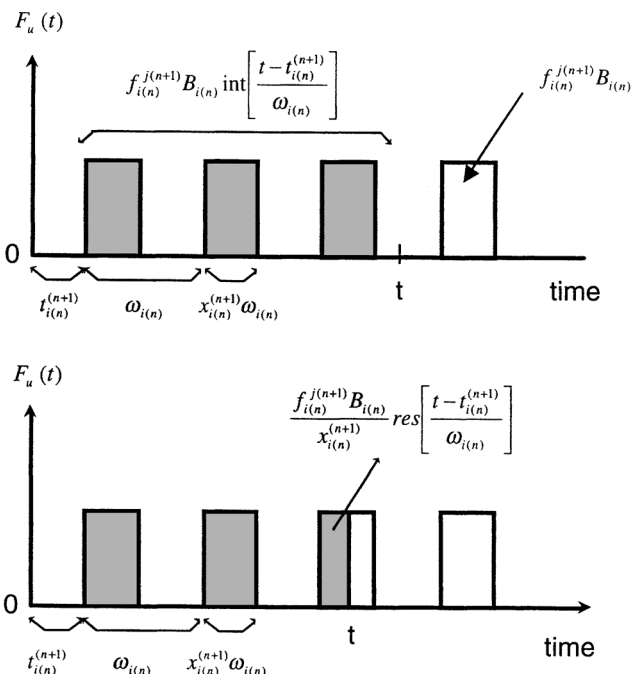 F_u (t)
f_{i(n)}^{j(n+1)} B_{i(n)} int[(t − t_{i(n)}^{(n+1)}) / ω_{i(n)}]
f_{i(n)}^{j(n+1)} B_{i(n)}
0
t
time
t_{i(n)}^{(n+1)} ω_{i(n)} x_{i(n)}^{(n+1)} ω_{i(n)}
F_u (t)
(f_{i(n)}^{j(n+1)} B_{i(n)} / x_{i(n)}^{(n+1)}) res[(t − t_{i(n)}^{(n+1)}) / ω_{i(n)}]
0
t
time
t_{i(n)}^{(n+1)} ω_{i(n)} x_{i(n)}^{(n+1)} ω_{i(n)}